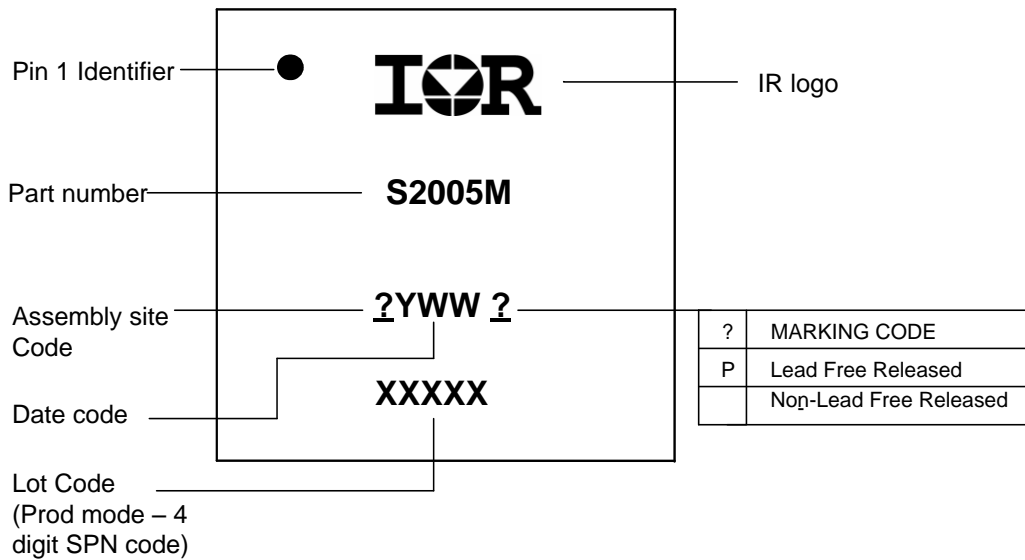 Pin 1 Identifier
IOR
IR logo
Part number
S2005M
Assembly site
Code
?YWW ?
? MARKING CODE
P Lead Free Released
Non-Lead Free Released
Date code
XXXXX
Lot Code
(Prod mode – 4
digit SPN code)